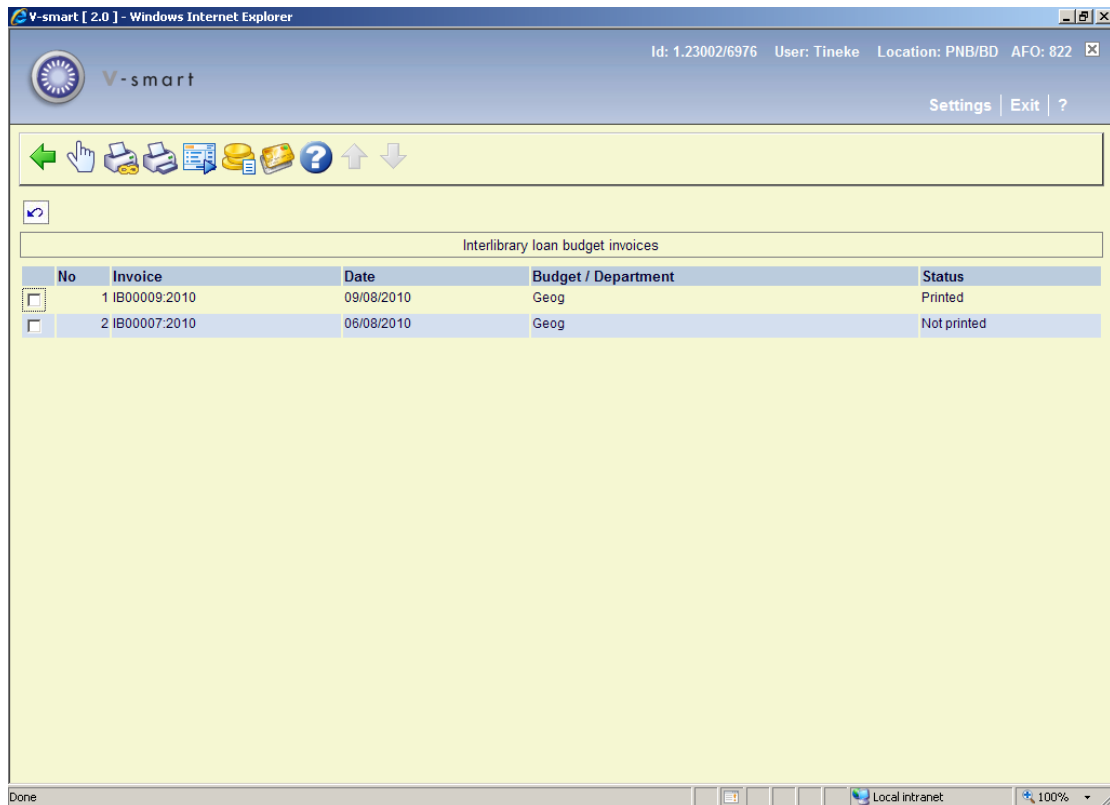 V-smart [ 2.0 ] - Windows Internet Explorer
Id: 1.23002/6976 User: Tineke Location: PNB/BD AFO: 822
V-smart
Settings | Exit | ?
Interlibrary loan budget invoices
No Invoice Date Budget / Department Status
1 IB00009:2010 09/08/2010 Geog Printed
2 IB00007:2010 06/08/2010 Geog Not printed
Done Local intranet 100%